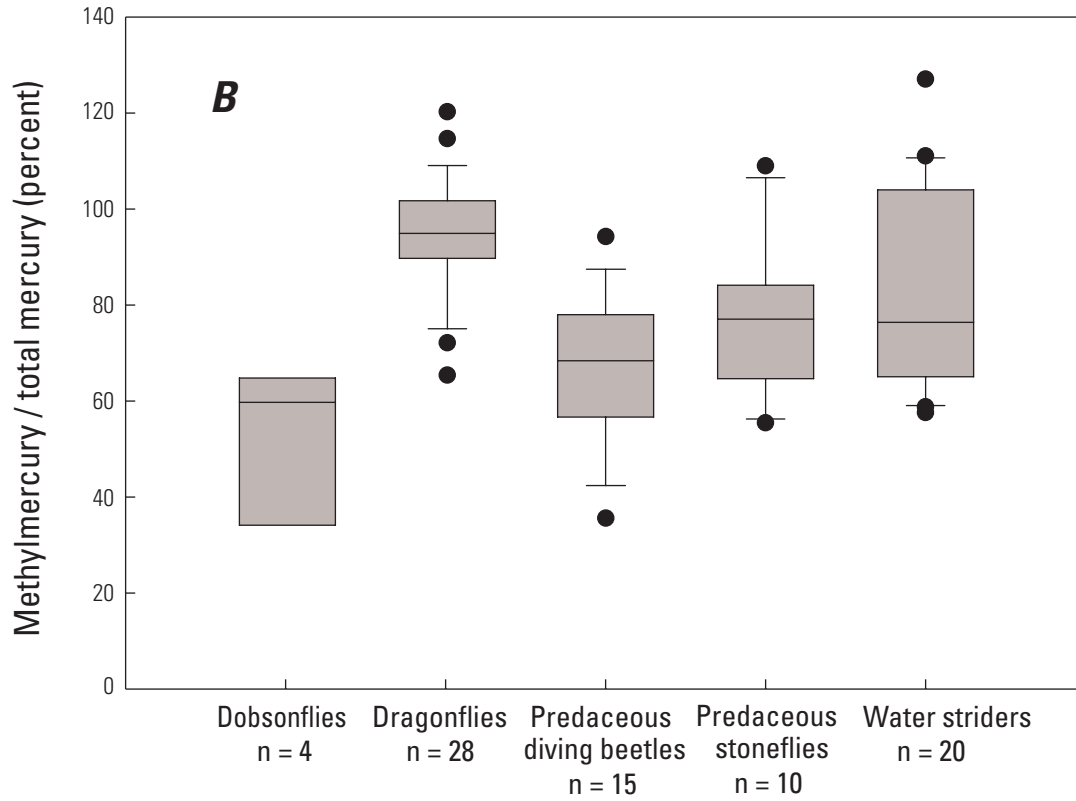 Methylmercury / total mercury (percent)
140
120
100
80
60
40
20
0
B
Dobsonflies
n = 4
Dragonflies
n = 28
Predaceous
diving beetles
n = 15
Predaceous
stoneflies
n = 10
Water striders
n = 20